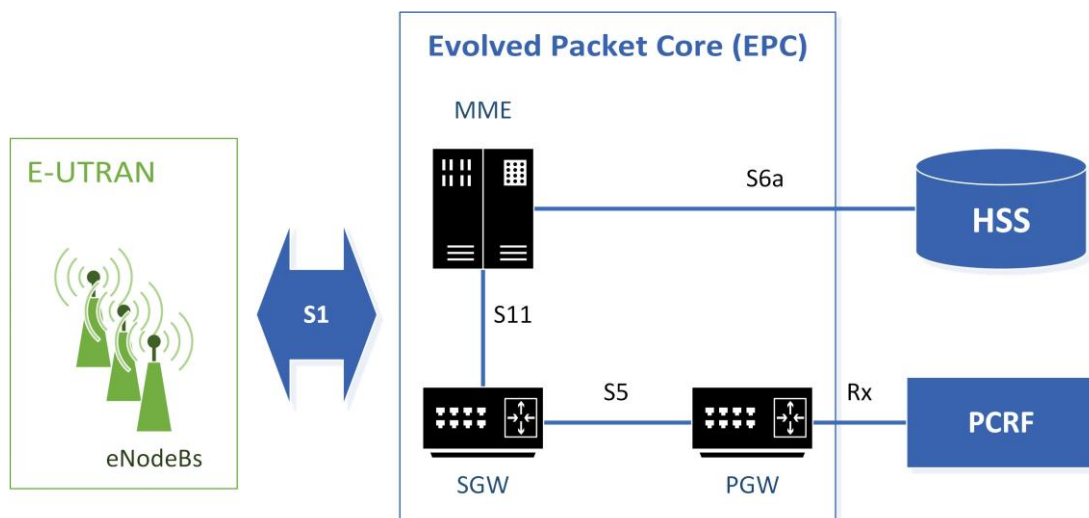 Evolved Packet Core (EPC)
MME
E-UTRAN
S6a
HSS
S1
S11
S5
Rx
PCRF
eNodeBs
SGW
PGW